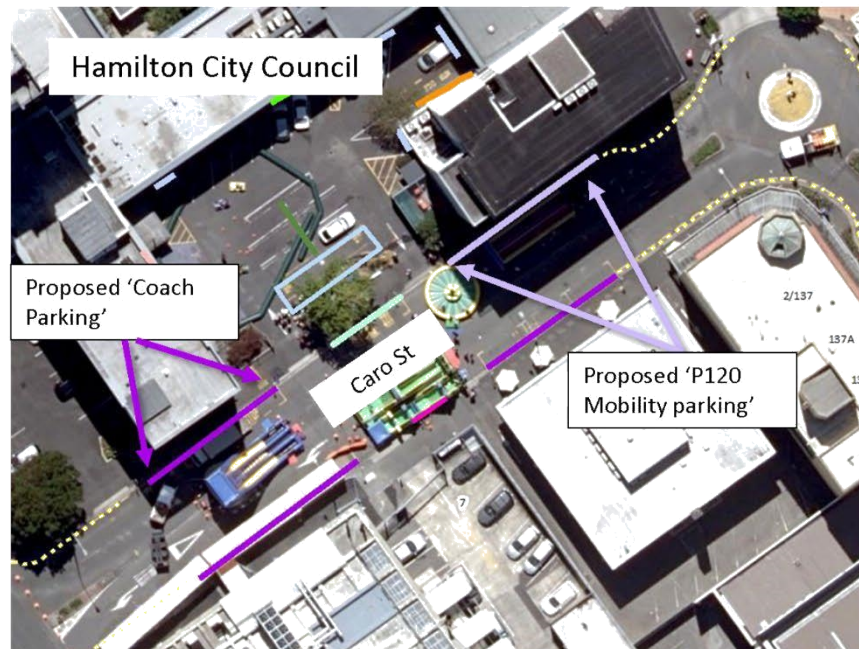 Hamilton City Council
Proposed ‘Coach
Parking’
Caro St
Proposed ‘P120
Mobility parking’
2/137
137A
7